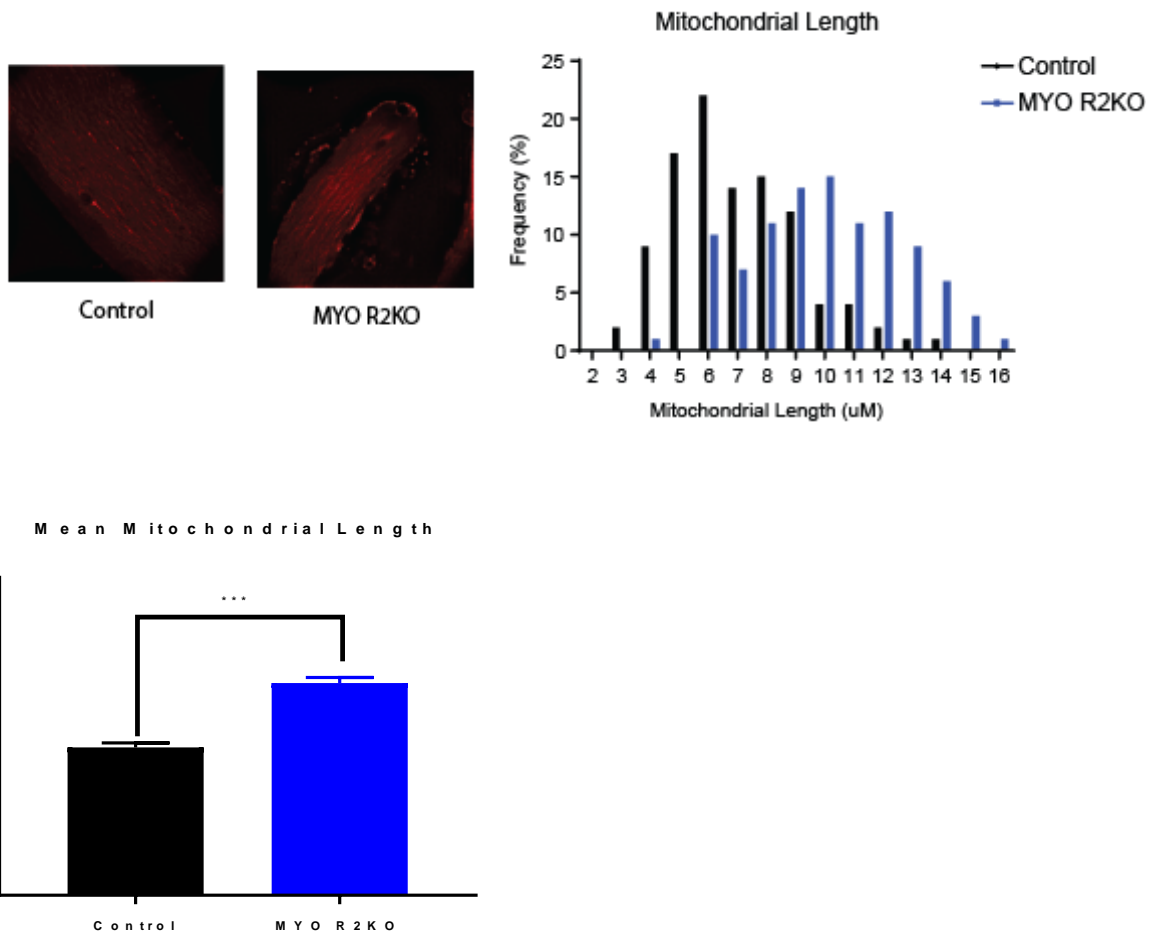 Mitochondrial Length
Control
MYO R2KO
25
20
15
10
5
0
Frequency (%)
2 3 4 5 6 7 8 9 10 11 12 13 14 15 16
Mitochondrial Length (uM)
Control
MYO R2KO
Mean Mitochondrial Length
***
Control
MYO R2KO